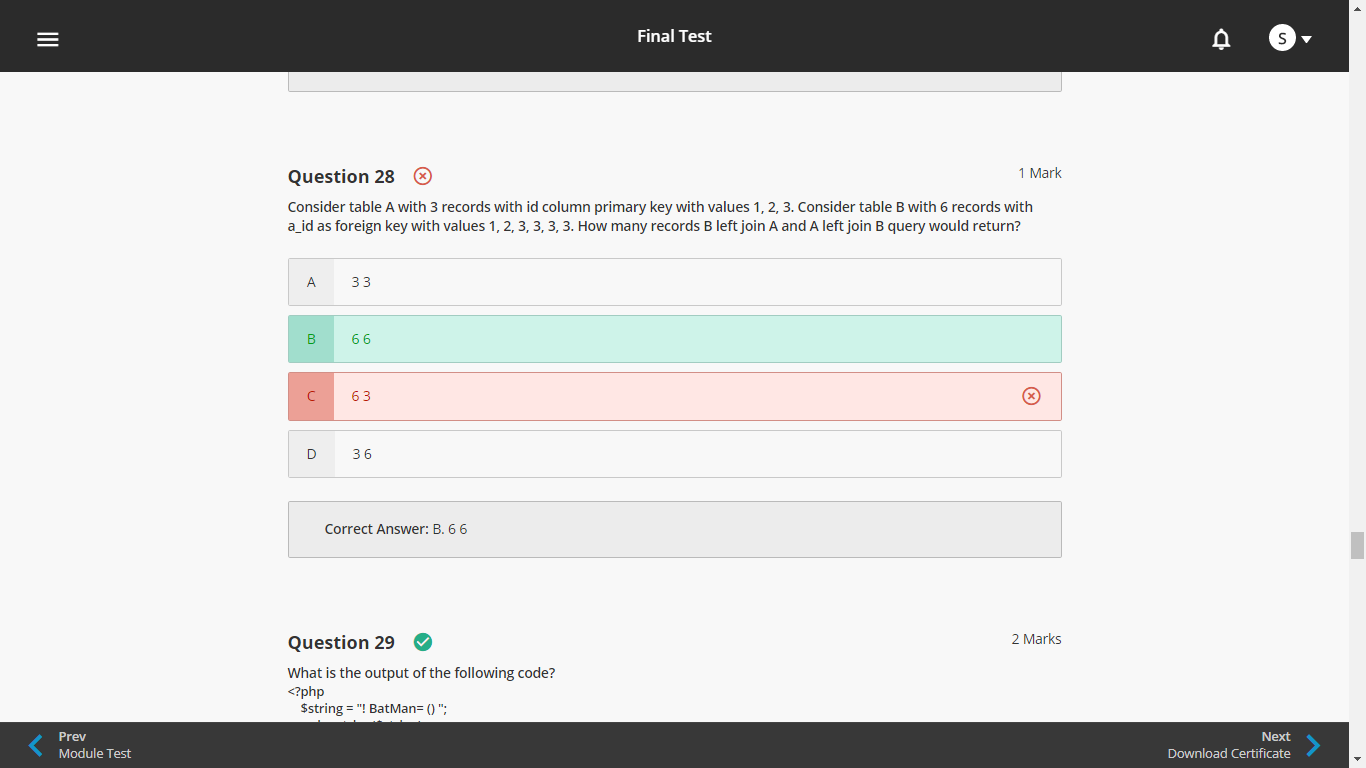 Final Test
S
Question 28
1 Mark
Consider table A with 3 records with id column primary key with values 1, 2, 3. Consider table B with 6 records with
a_id as foreign key with values 1, 2, 3, 3, 3, 3. How many records B left join A and A left join B query would return?
A 3 3
B 6 6
C 6 3
D 3 6
Correct Answer: B. 6 6
Question 29
2 Marks
What is the output of the following code?
<?php
$string = "! BatMan= () ";
Prev
Module Test
Next
Download Certificate